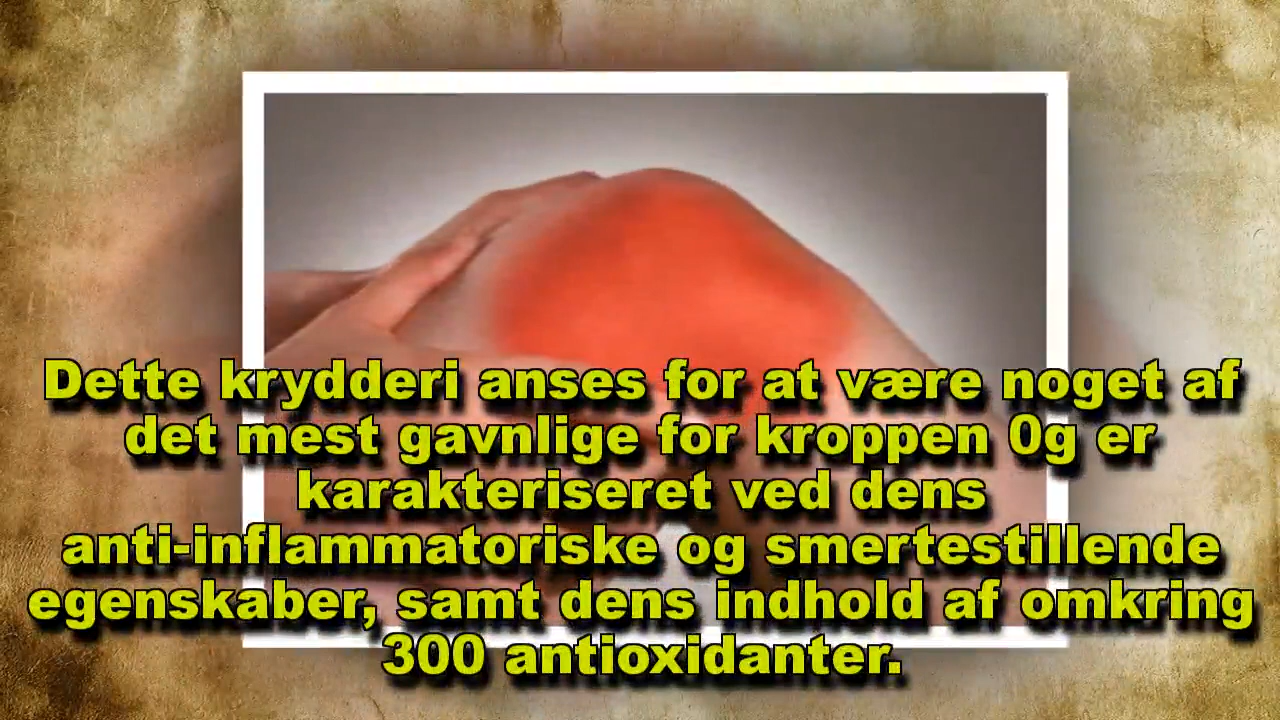 Dette krydderi anses for at være noget af
det mest gavnlige for kroppen 0g er
karakteriseret ved dens
anti-inflammatoriske og smertestillende
egenskaber, samt dens indhold af omkring
300 antioxidanter.